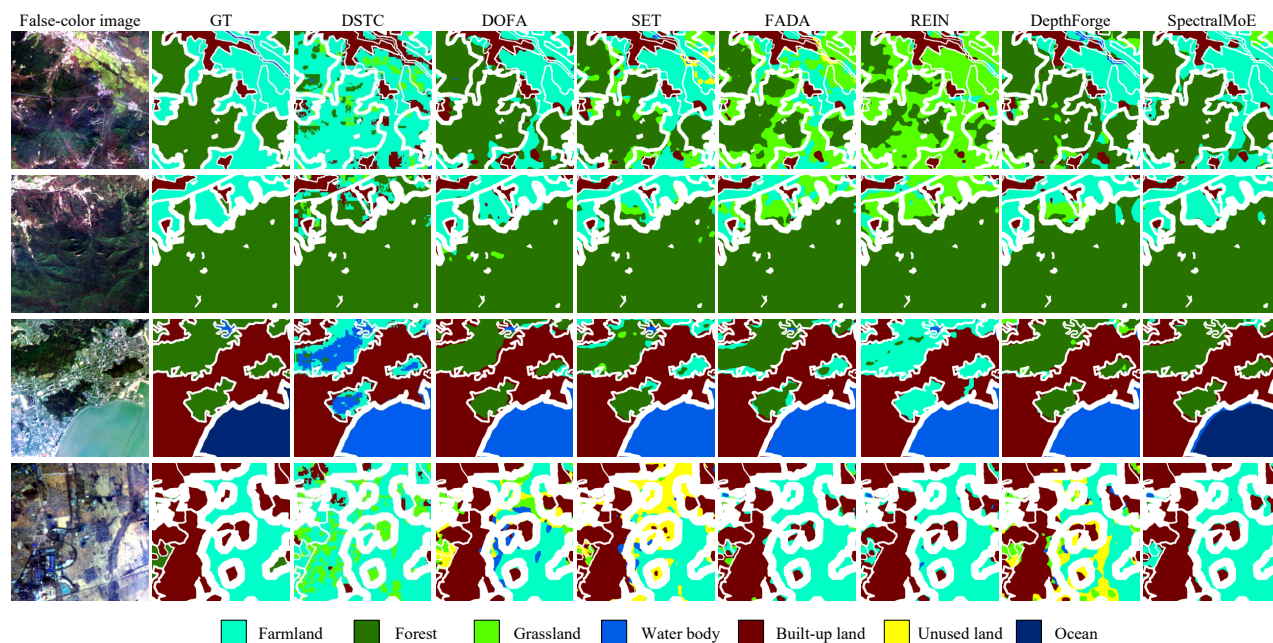 False-color image GT DSTC DOFA SET FADA REIN DepthForge SpectralMoE
Farmland Forest Grassland Water body Built-up land Unused land Ocean